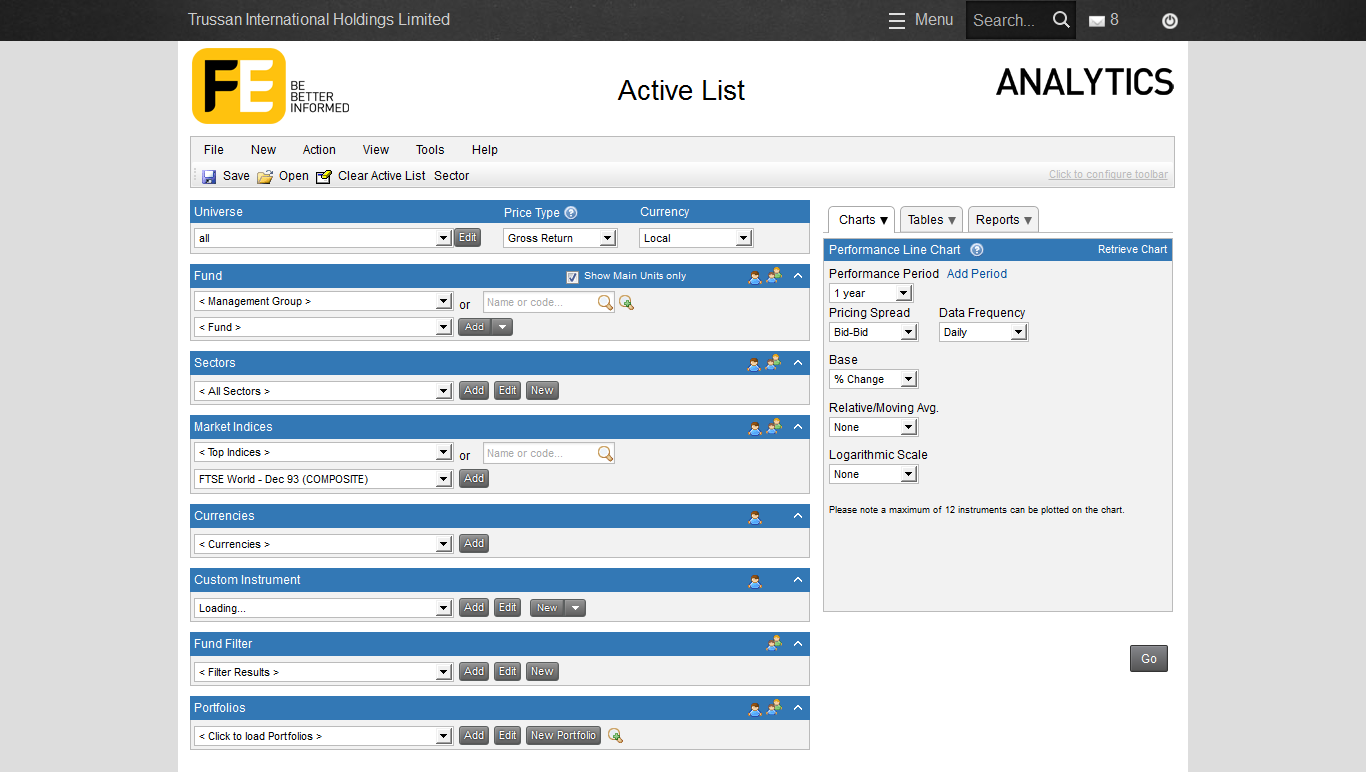 Trussan International Holdings Limited
Menu
Search...
8
FE
BE
BETTER
INFORMED
Active List
ANALYTICS
File New Action View Tools Help
Save Open Clear Active List Sector
Click to configure toolbar
Universe Price Type ? Currency
all Edit Gross Return Local
Fund Show Main Units only
< Management Group > or Name or code...
< Fund > Add
Sectors
< All Sectors > Add Edit New
Market Indices
< Top Indices > or Name or code...
FTSE World - Dec 93 (COMPOSITE) Add
Currencies
< Currencies > Add
Custom Instrument
Loading... Add Edit New
Fund Filter
< Filter Results > Add Edit New
Portfolios
< Click to load Portfolios > Add Edit New Portfolio
Charts ▼ Tables ▼ Reports ▼
Performance Line Chart ? Retrieve Chart
Performance Period Add Period
1 year
Pricing Spread Data Frequency
Bid-Bid Daily
Base
% Change
Relative/Moving Avg.
None
Logarithmic Scale
None
Please note a maximum of 12 instruments can be plotted on the chart.
Go